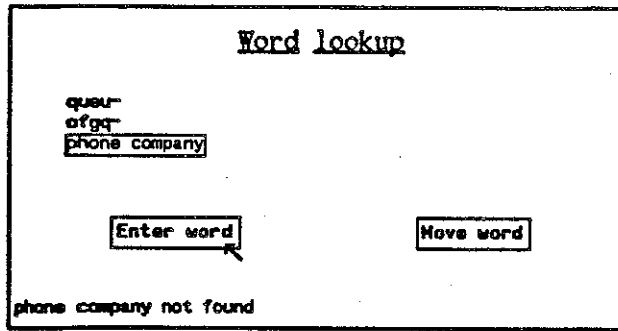 Word lookup
queu-
afgq-
phone company
Enter word
Move word
phone company not found